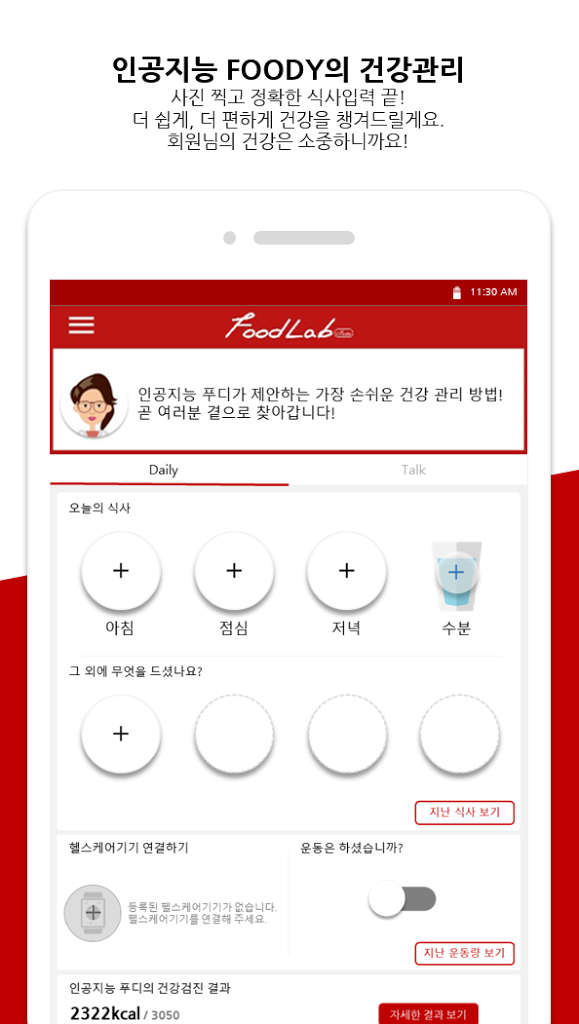 인공지능 FOODY의 건강관리
사진 찍고 정확한 식사입력 끝!
더 쉽게, 더 편하게 건강을 챙겨드릴게요.
회원님의 건강은 소중하니까요!
11:30 AM
FoodLab
인공지능 푸디가 제안하는 가장 손쉬운 건강 관리 방법!
곧 여러분 곁으로 찾아갑니다!
Daily
Talk
오늘의 식사
아침
점심
저녁
수분
그 외에 무엇을 드셨나요?
지난 식사 보기
헬스케어기기 연결하기
운동은 하셨습니까?
등록된 헬스케어기기가 없습니다.
헬스케어기기를 연결해 주세요.
지난 운동량 보기
인공지능 푸디의 건강검진 결과
2322kcal / 3050
자세한 결과 보기